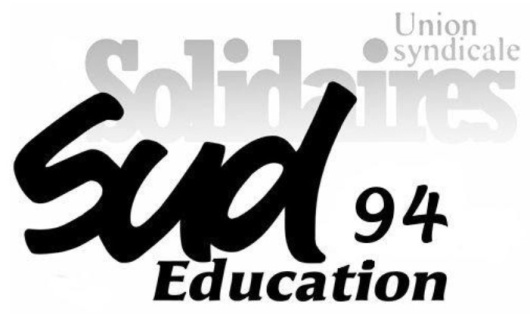 Union
syndicale
Solidaires
Sud 94
Education